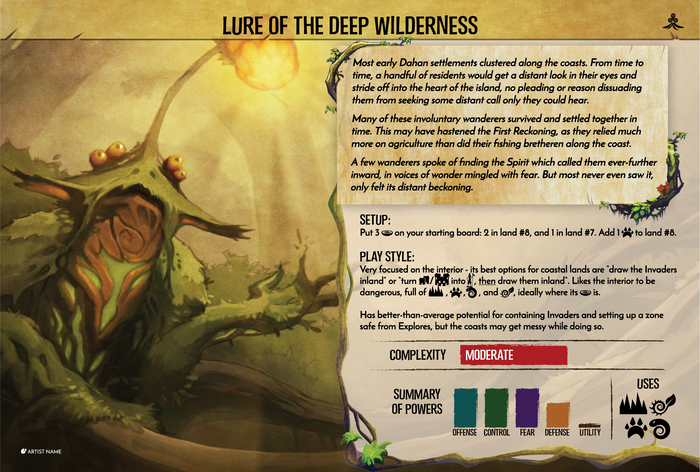 LURE OF THE DEEP WILDERNESS
Most early Dahan settlements clustered along the coasts. From time to
time, a handful of residents would get a distant look in their eyes and
stride off into the heart of the island, no pleading or reason dissuading
them from seeking some distant call only they could hear.
Many of these involuntary wanderers survived and settled together in
time. This may have hastened the First Reckoning, as they relied much
more on agriculture than did their fishing bretheren along the coast.
A few wanderers spoke of finding the Spirit which called them ever-further
inward, in voices of wonder mingled with fear. But most never even saw it,
only felt its distant beckoning.
SETUP:
Put 3 on your starting board: 2 in land #8, and 1 in land #7. Add 1 to land #8.
PLAY STYLE:
Very focused on the interior - its best options for coastal lands are "draw the Invaders
inland" or "turn / into , then draw them inland". Likes the interior to be
dangerous, full of , , , and , ideally where its is.
Has better-than-average potential for containing Invaders and setting up a zone
safe from Explores, but the coasts may get messy while doing so.
COMPLEXITY MODERATE
SUMMARY
OF POWERS
OFFENSE CONTROL FEAR DEFENSE UTILITY
USES
ARTIST NAME